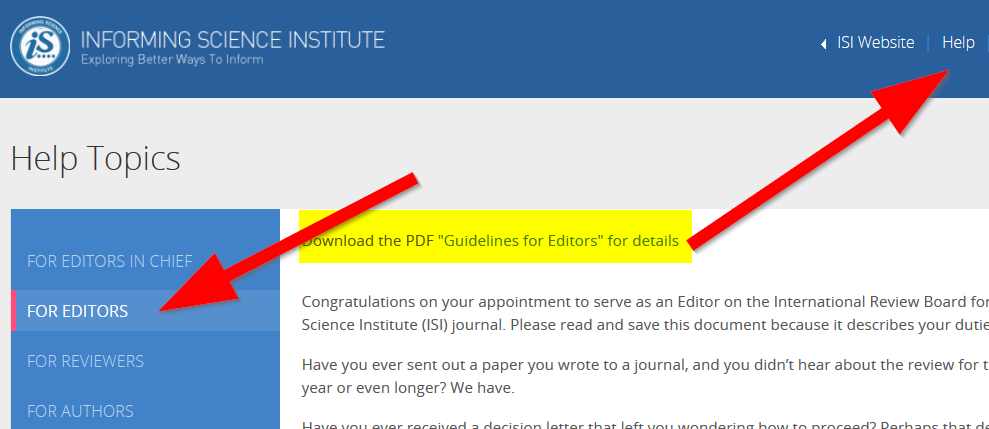 iS
INSTITUTE
INFORMING SCIENCE INSTITUTE
Exploring Better Ways To Inform
ISI Website
Help
Help Topics
FOR EDITORS IN CHIEF
FOR EDITORS
FOR REVIEWERS
FOR AUTHORS
Download the PDF "Guidelines for Editors" for details
Congratulations on your appointment to serve as an Editor on the International Review Board for
Science Institute (ISI) journal. Please read and save this document because it describes your dutie
Have you ever sent out a paper you wrote to a journal, and you didn’t hear about the review for t
year or even longer? We have.
Have you ever received a decision letter that left you wondering how to proceed? Perhaps that de